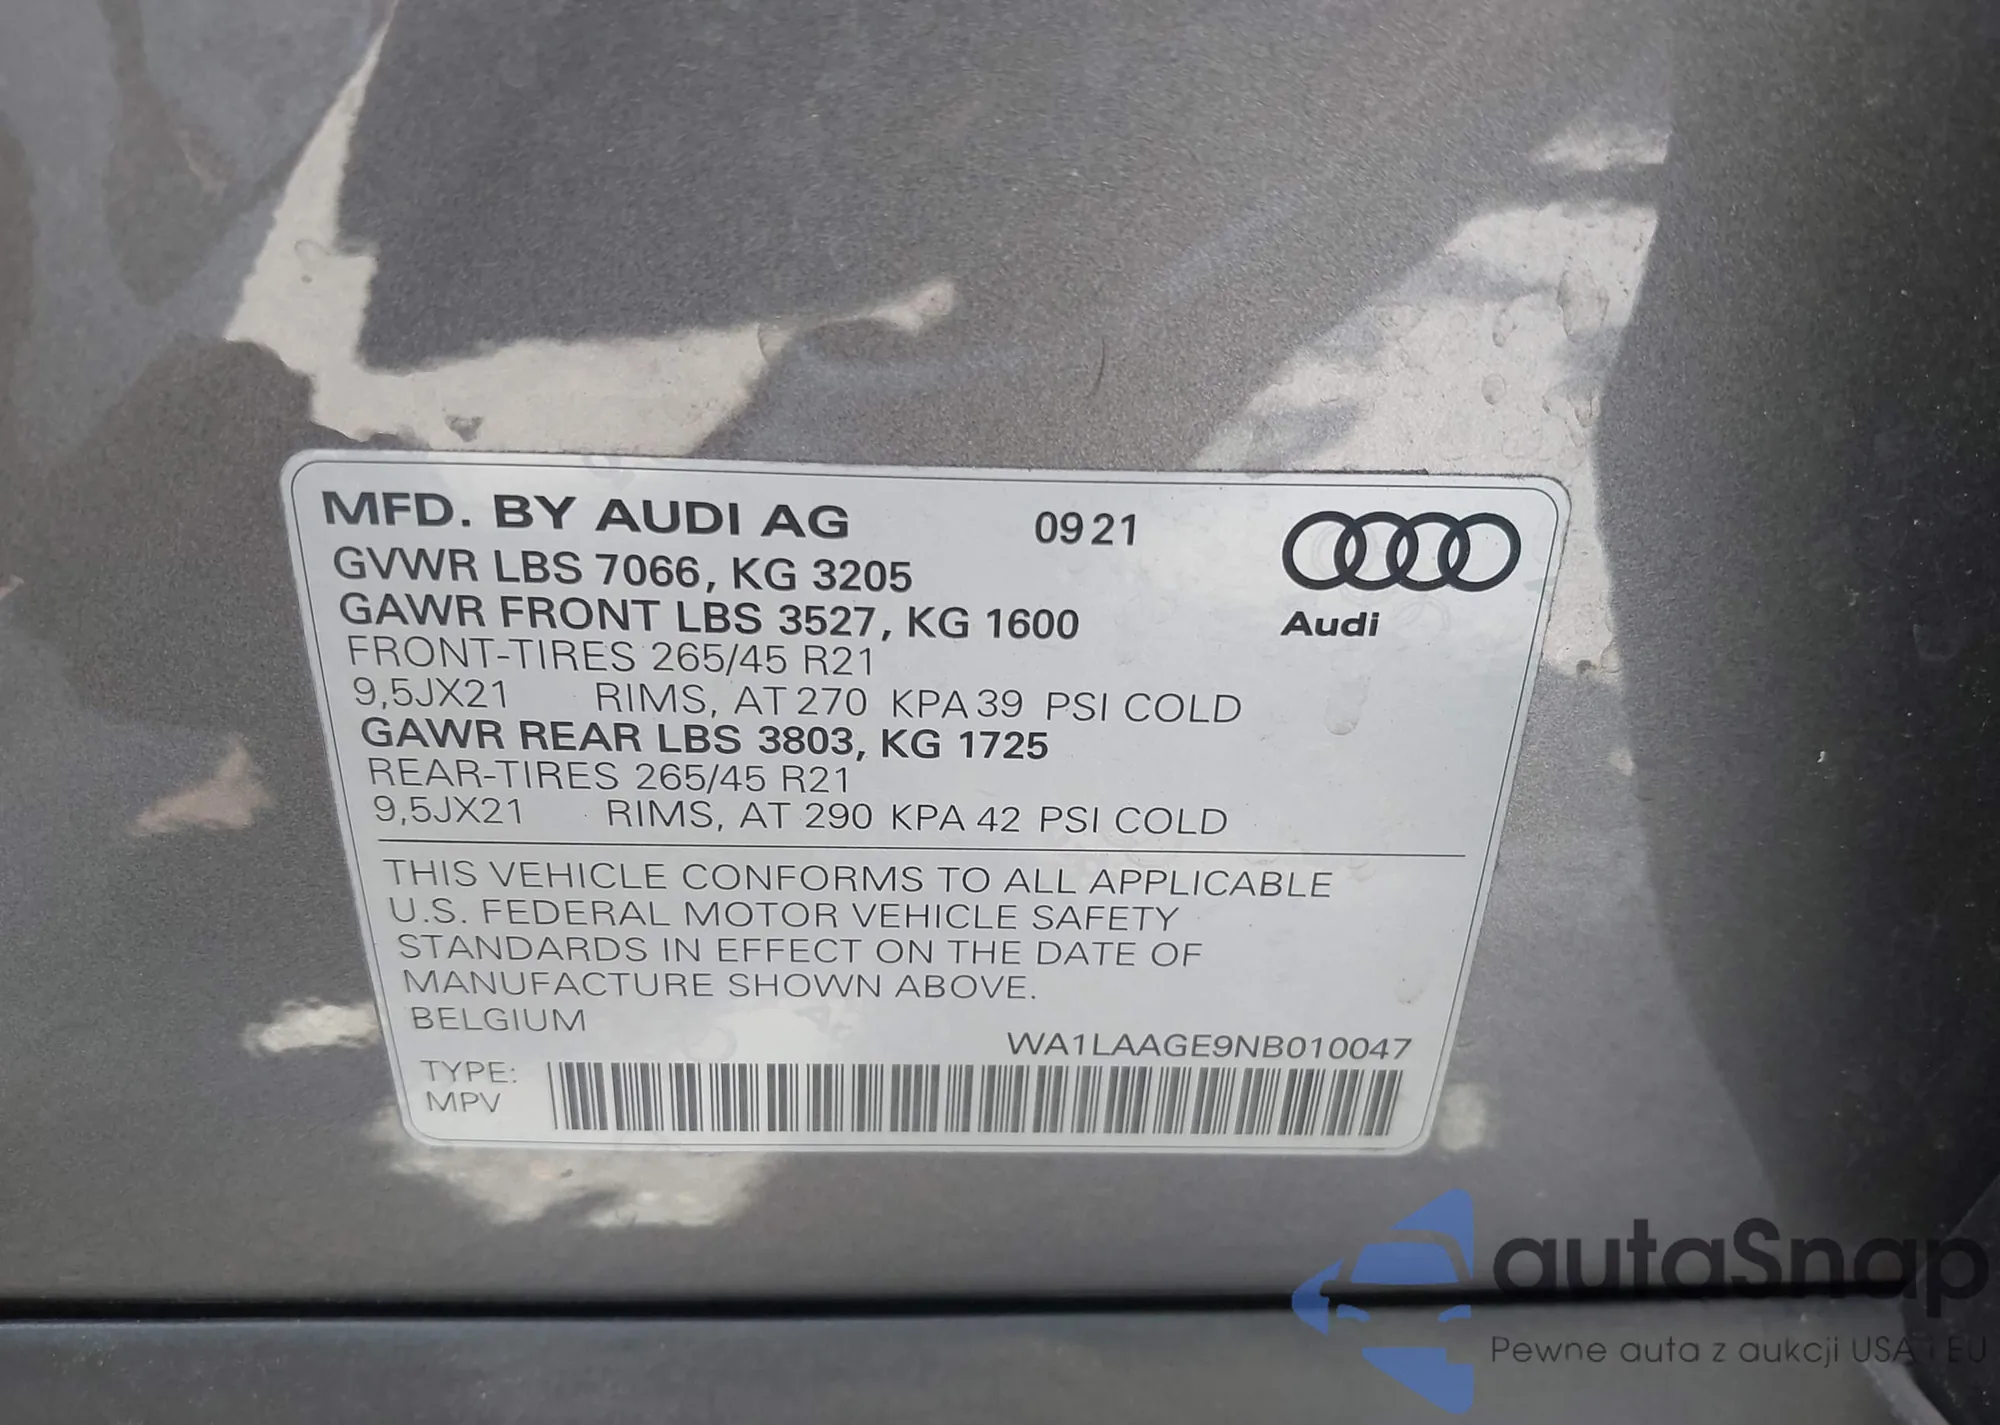 MFD. BY AUDI AG 09 21
GVWR LBS 7066, KG 3205
GAWR FRONT LBS 3527, KG 1600
Audi
FRONT-TIRES 265/45 R21
9,5JX21 RIMS, AT 270 KPA 39 PSI COLD
GAWR REAR LBS 3803, KG 1725
REAR-TIRES 265/45 R21
9,5JX21 RIMS, AT 290 KPA 42 PSI COLD
THIS VEHICLE CONFORMS TO ALL APPLICABLE
U.S. FEDERAL MOTOR VEHICLE SAFETY
STANDARDS IN EFFECT ON THE DATE OF
MANUFACTURE SHOWN ABOVE.
BELGIUM
WA1LAAGE9NB010047
TYPE:
MPV
autaSnap
Pewne auta z aukcji USA i EU